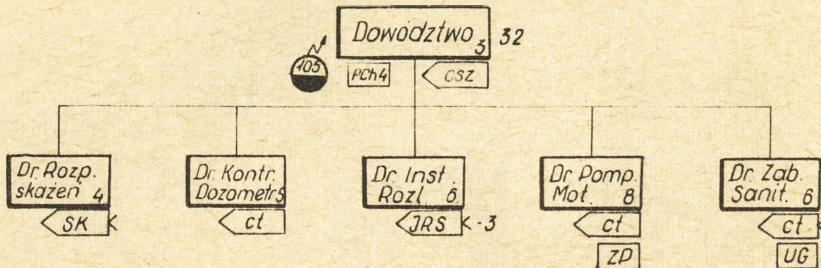 Dowództwo 3 32
105 PCh4 csz
Dr. Rozp.
skażeń 4
SK
Dr. Kontr.
Dozometr. 5
ct
Dr. Inst.
Rozl 6
JRS -3
Dr Pomp.
Mot. 8
ct
ZP
Dr. Zab.
Sanit. 6
ct
UG